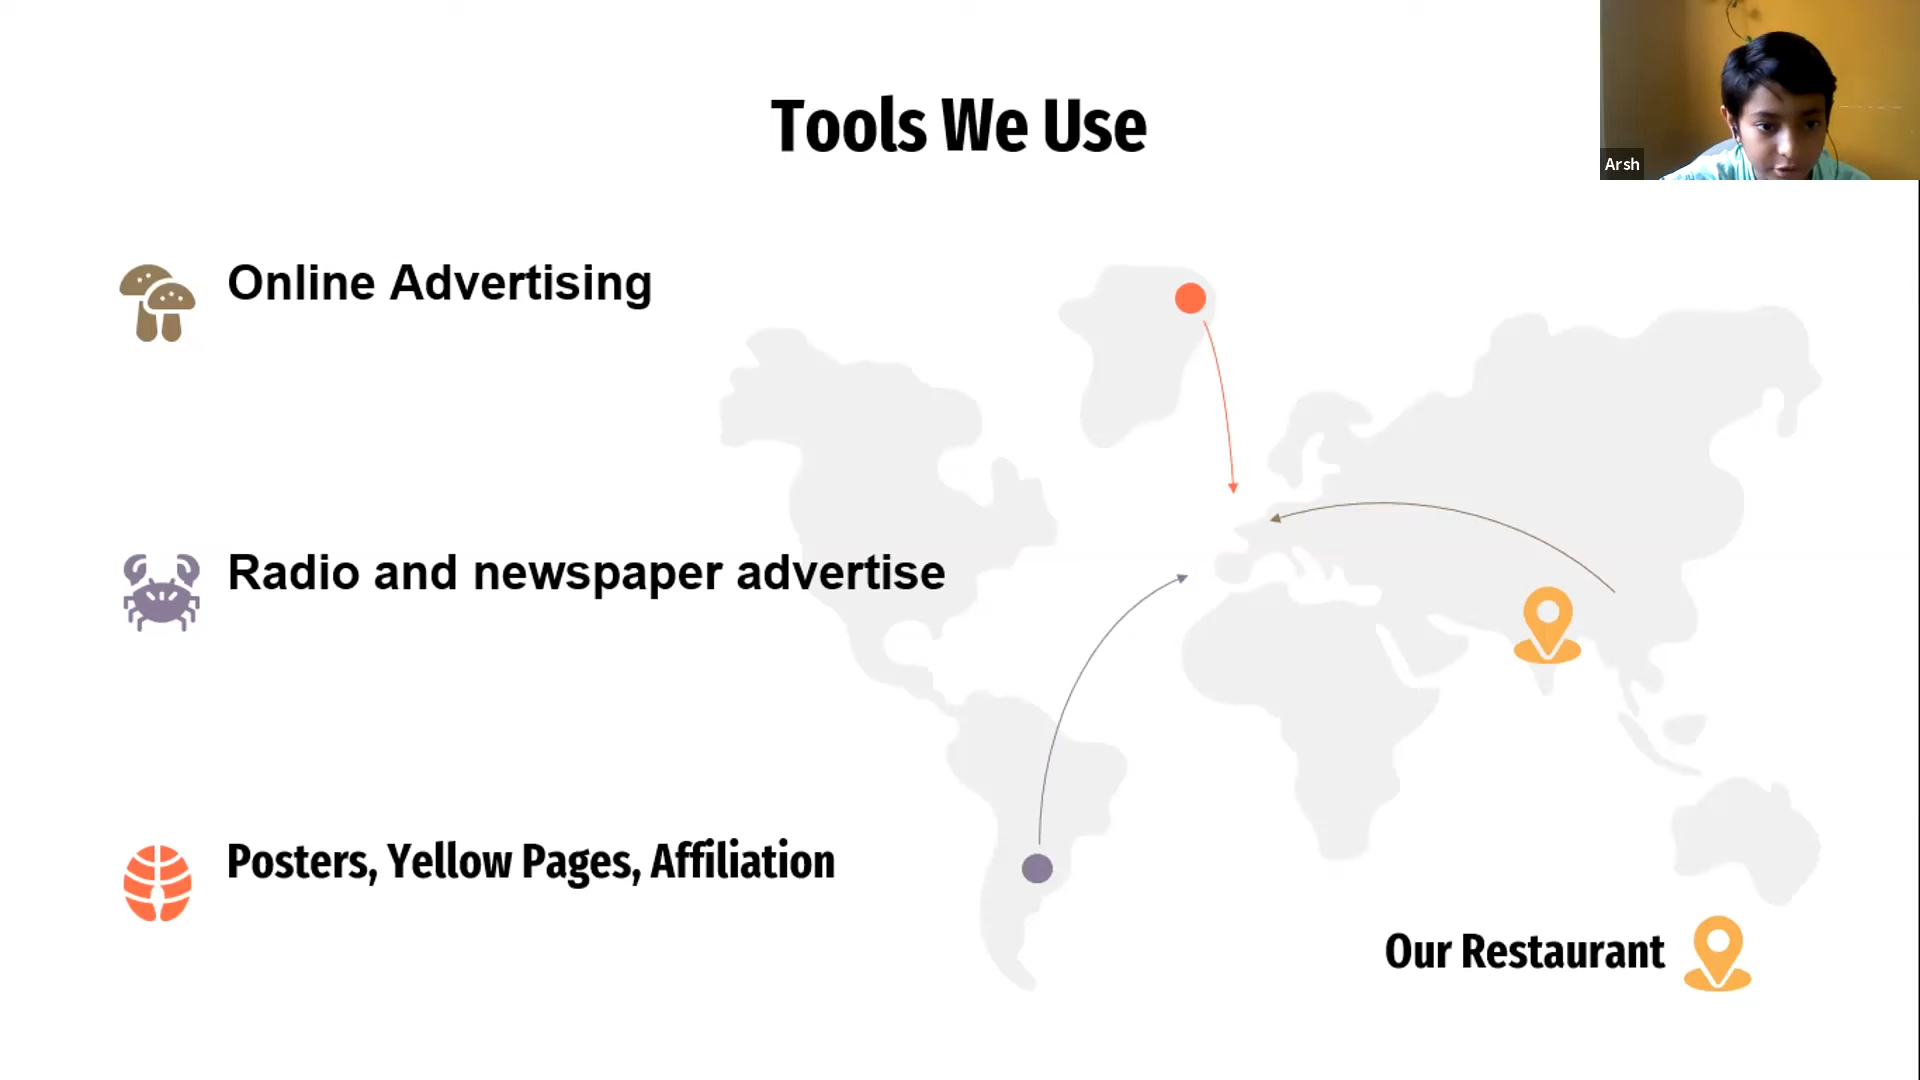 Tools We Use
Arsh
Online Advertising
Radio and newspaper advertise
Posters, Yellow Pages, Affiliation
Our Restaurant